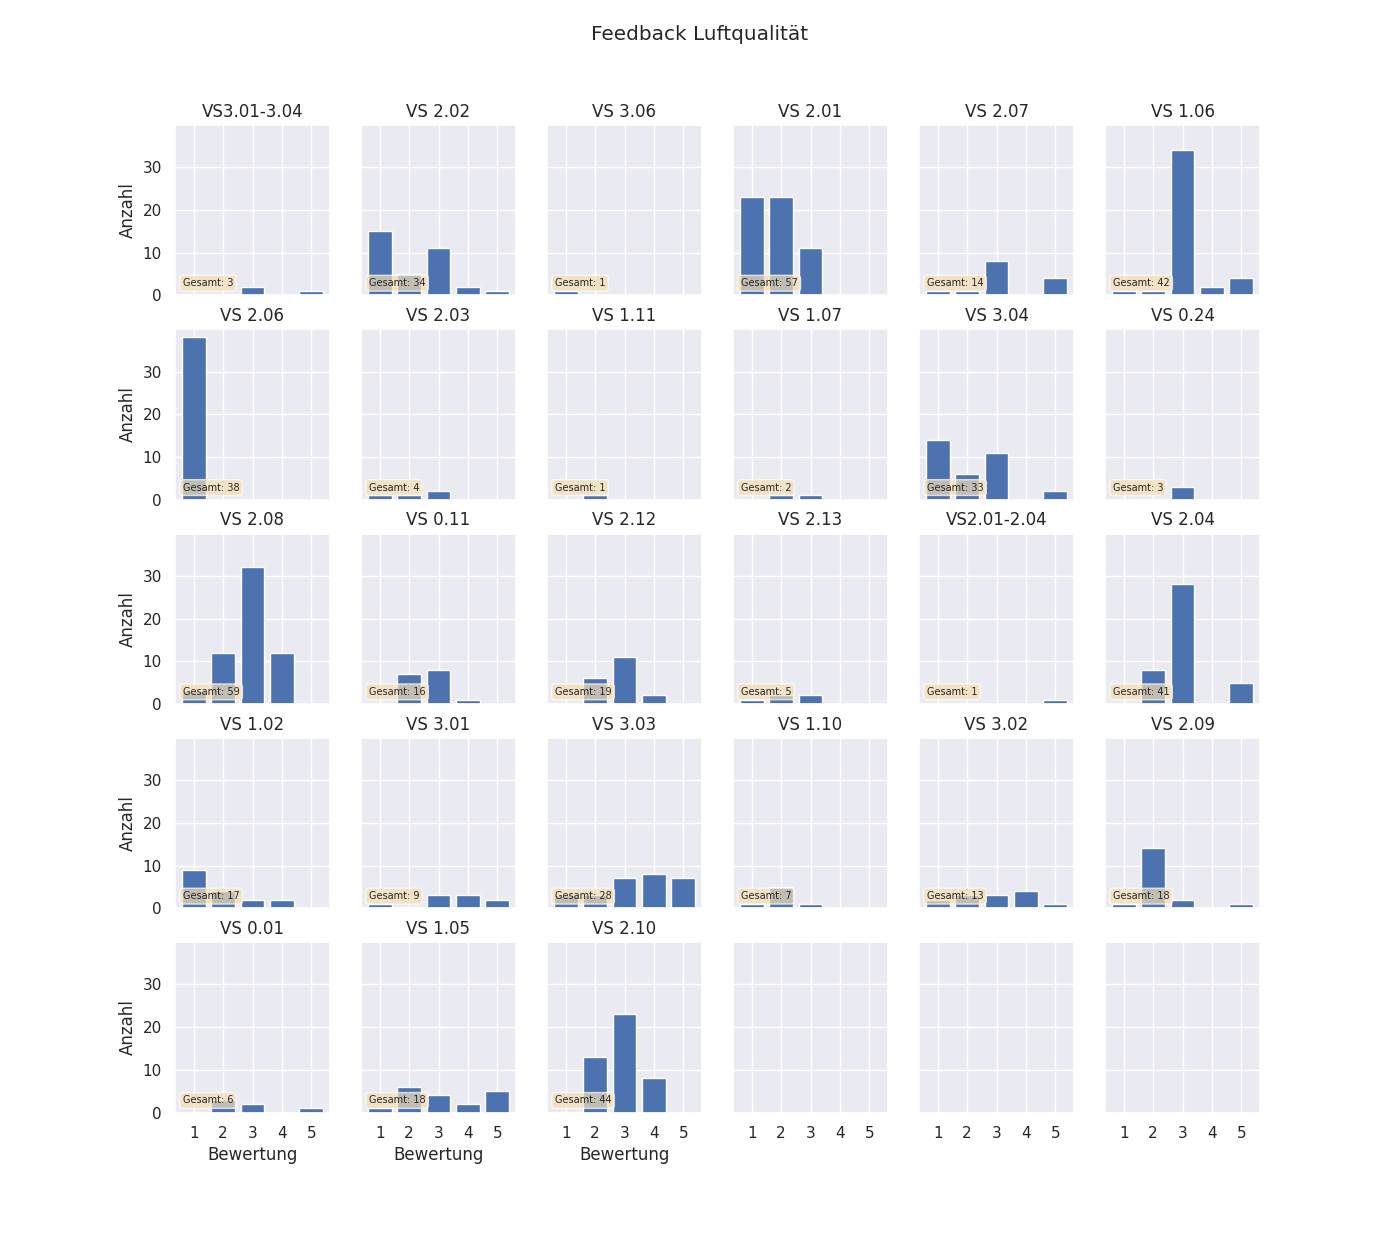 Feedback Luftqualität
VS3.01-3.04 VS 2.02 VS 3.06 VS 2.01 VS 2.07 VS 1.06
30
20
10
0
Anzahl
Gesamt: 3 Gesamt: 34 Gesamt: 1 Gesamt: 57 Gesamt: 14 Gesamt: 42
VS 2.06 VS 2.03 VS 1.11 VS 1.07 VS 3.04 VS 0.24
30
20
10
0
Anzahl
Gesamt: 38 Gesamt: 4 Gesamt: 1 Gesamt: 2 Gesamt: 33 Gesamt: 3
VS 2.08 VS 0.11 VS 2.12 VS 2.13 VS2.01-2.04 VS 2.04
30
20
10
0
Anzahl
Gesamt: 59 Gesamt: 16 Gesamt: 19 Gesamt: 5 Gesamt: 1 Gesamt: 41
VS 1.02 VS 3.01 VS 3.03 VS 1.10 VS 3.02 VS 2.09
30
20
10
0
Anzahl
Gesamt: 17 Gesamt: 9 Gesamt: 28 Gesamt: 7 Gesamt: 13 Gesamt: 18
VS 0.01 VS 1.05 VS 2.10
30
20
10
0
Anzahl
Gesamt: 6 Gesamt: 18 Gesamt: 44
1 2 3 4 5 1 2 3 4 5 1 2 3 4 5 1 2 3 4 5 1 2 3 4 5 1 2 3 4 5
Bewertung Bewertung Bewertung